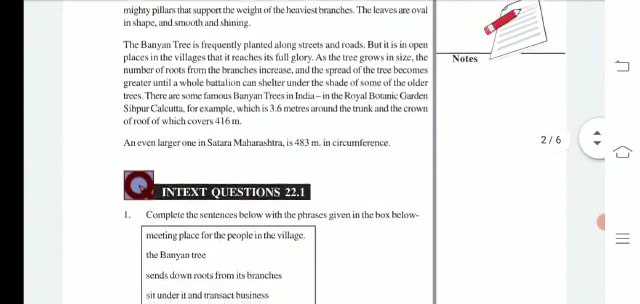 mighty pillars that support the weight of the heaviest branches. The leaves are oval
in shape, and smooth and shining.
The Banyan Tree is frequently planted along streets and roads. But it is in open
places in the villages that it reaches its full glory. As the tree grows in size, the
number of roots from the branches increase, and the spread of the tree becomes
greater until a whole battalion can shelter under the shade of some of the older
trees. There are some famous Banyan Trees in India – in the Royal Botanic Garden
Sibpur Calcutta, for example, which is 3.6 metres around the trunk and the crown
of roof of which covers 416 m.
An even larger one in Satara Maharashtra, is 483 m. in circumference.
Notes
2 / 6
Q
INTEXT QUESTIONS 22.1
1. Complete the sentences below with the phrases given in the box below-
meeting place for the people in the village.
the Banyan tree
sends down roots from its branches
sit under it and transact business